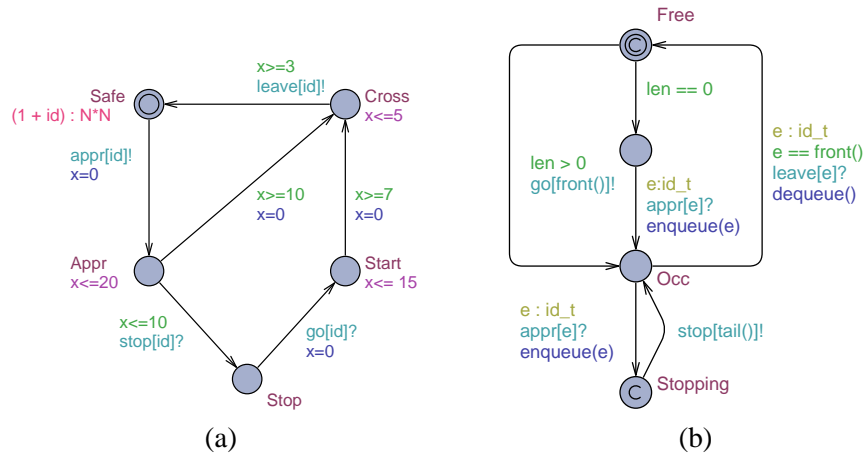 Safe
(1 + id) : N*N
x>=3
leave[id]!
Cross
x<=5
appr[id]!
x=0
x>=10
x=0
x>=7
x=0
Appr
x<=20
Start
x<= 15
x<=10
stop[id]?
go[id]?
x=0
Stop
(a)
Free
C
len == 0
len > 0
go[front()]!
e:id_t
appr[e]?
enqueue(e)
e : id_t
e == front()
leave[e]?
dequeue()
Occ
e : id_t
appr[e]?
enqueue(e)
stop[tail()]!
C
Stopping
(b)